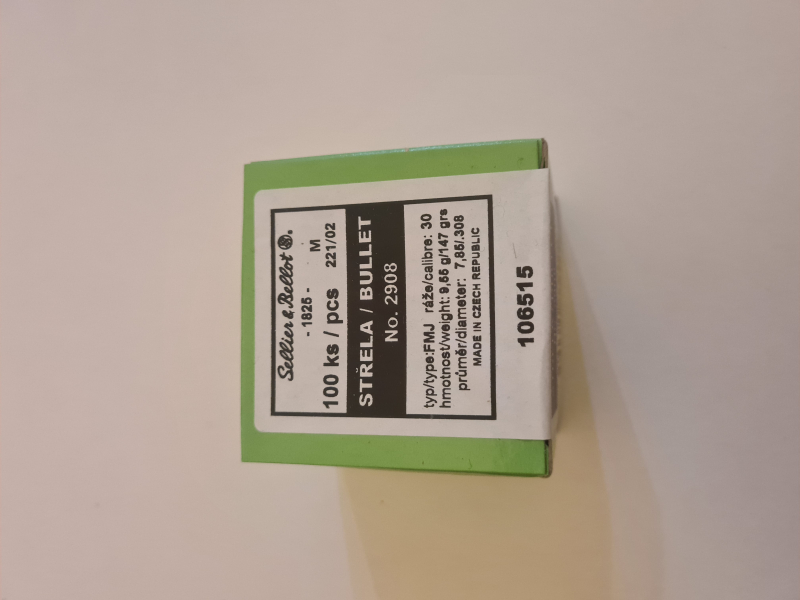 Sellier & Bellot ®.
- 1825 -
M
100 ks / pcs 221/02
STŘELA / BULLET
No. 2908
typ/type:FMJ ráže/calibre: 30
hmotnost/weight: 9,55 g/147 grs
průměr/diameter: 7,85/.308
MADE IN CZECH REPUBLIC
106515